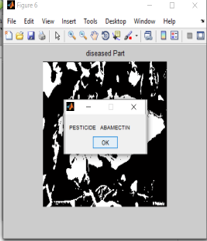 Figure 6
File Edit View Insert Tools Desktop Window Help
diseased Part
PESTICIDE ABAMECTIN
OK